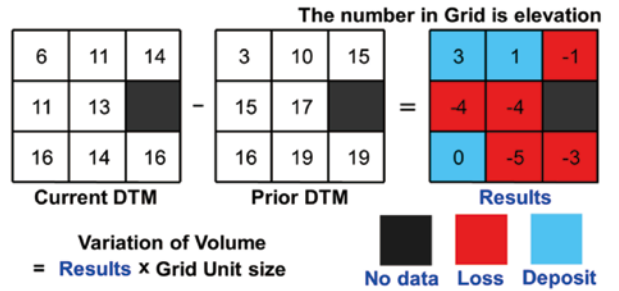 The number in Grid is elevation
6 11 14 3 10 15 3 1 -1
11 13 - 15 17 = -4 -4
16 14 16 16 19 19 0 -5 -3
Current DTM Prior DTM Results
Variation of Volume
= Results x Grid Unit size
No data Loss Deposit